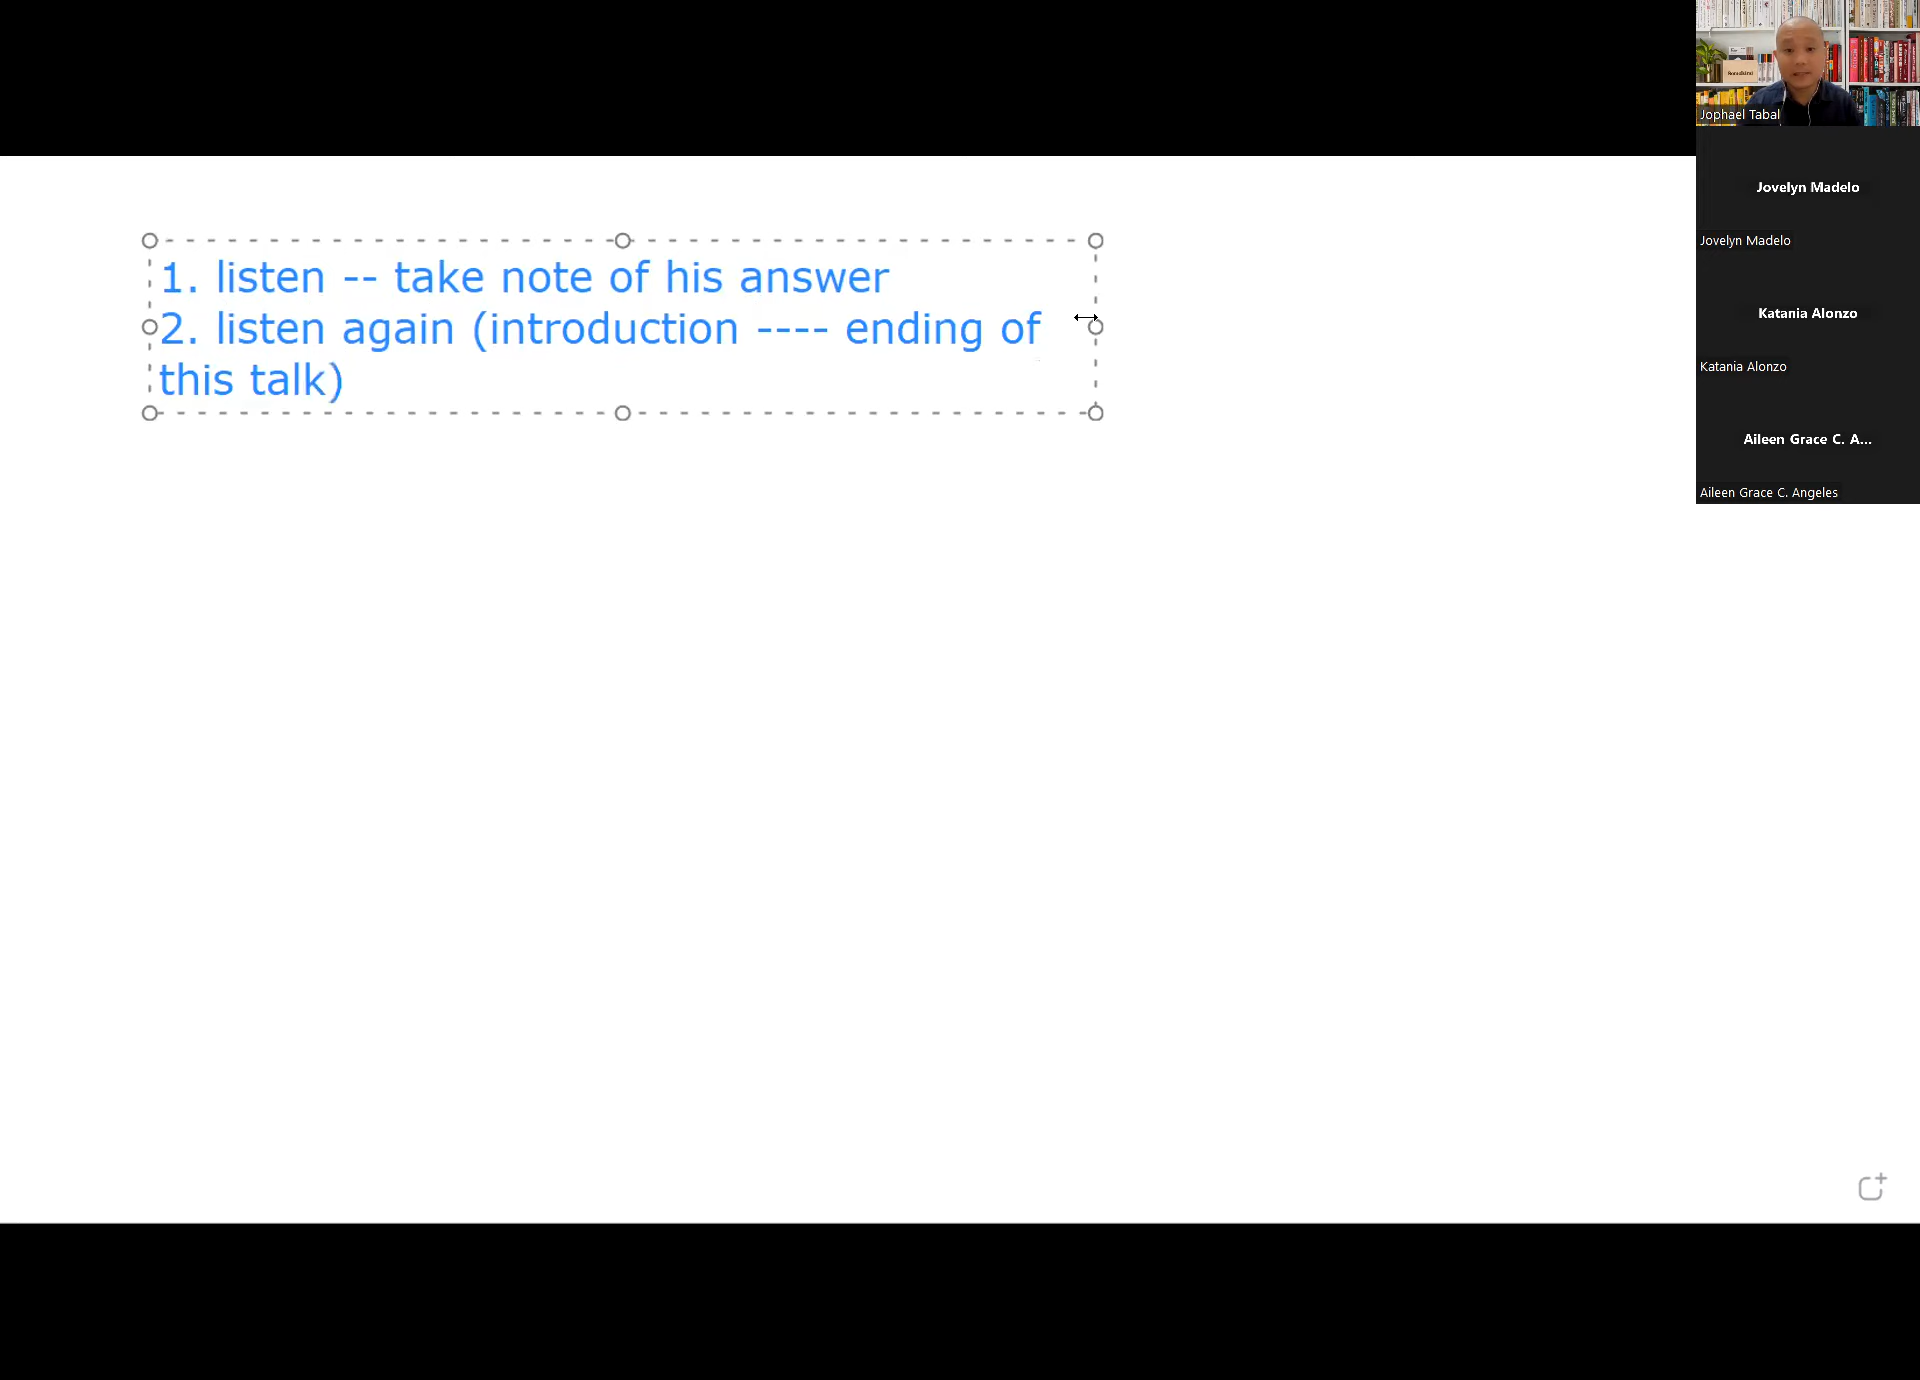 1. listen -- take note of his answer
2. listen again (introduction ---- ending of
this talk)
Jophael Tabal
Jovelyn Madelo
Jovelyn Madelo
Katania Alonzo
Katania Alonzo
Aileen Grace C. A...
Aileen Grace C. Angeles